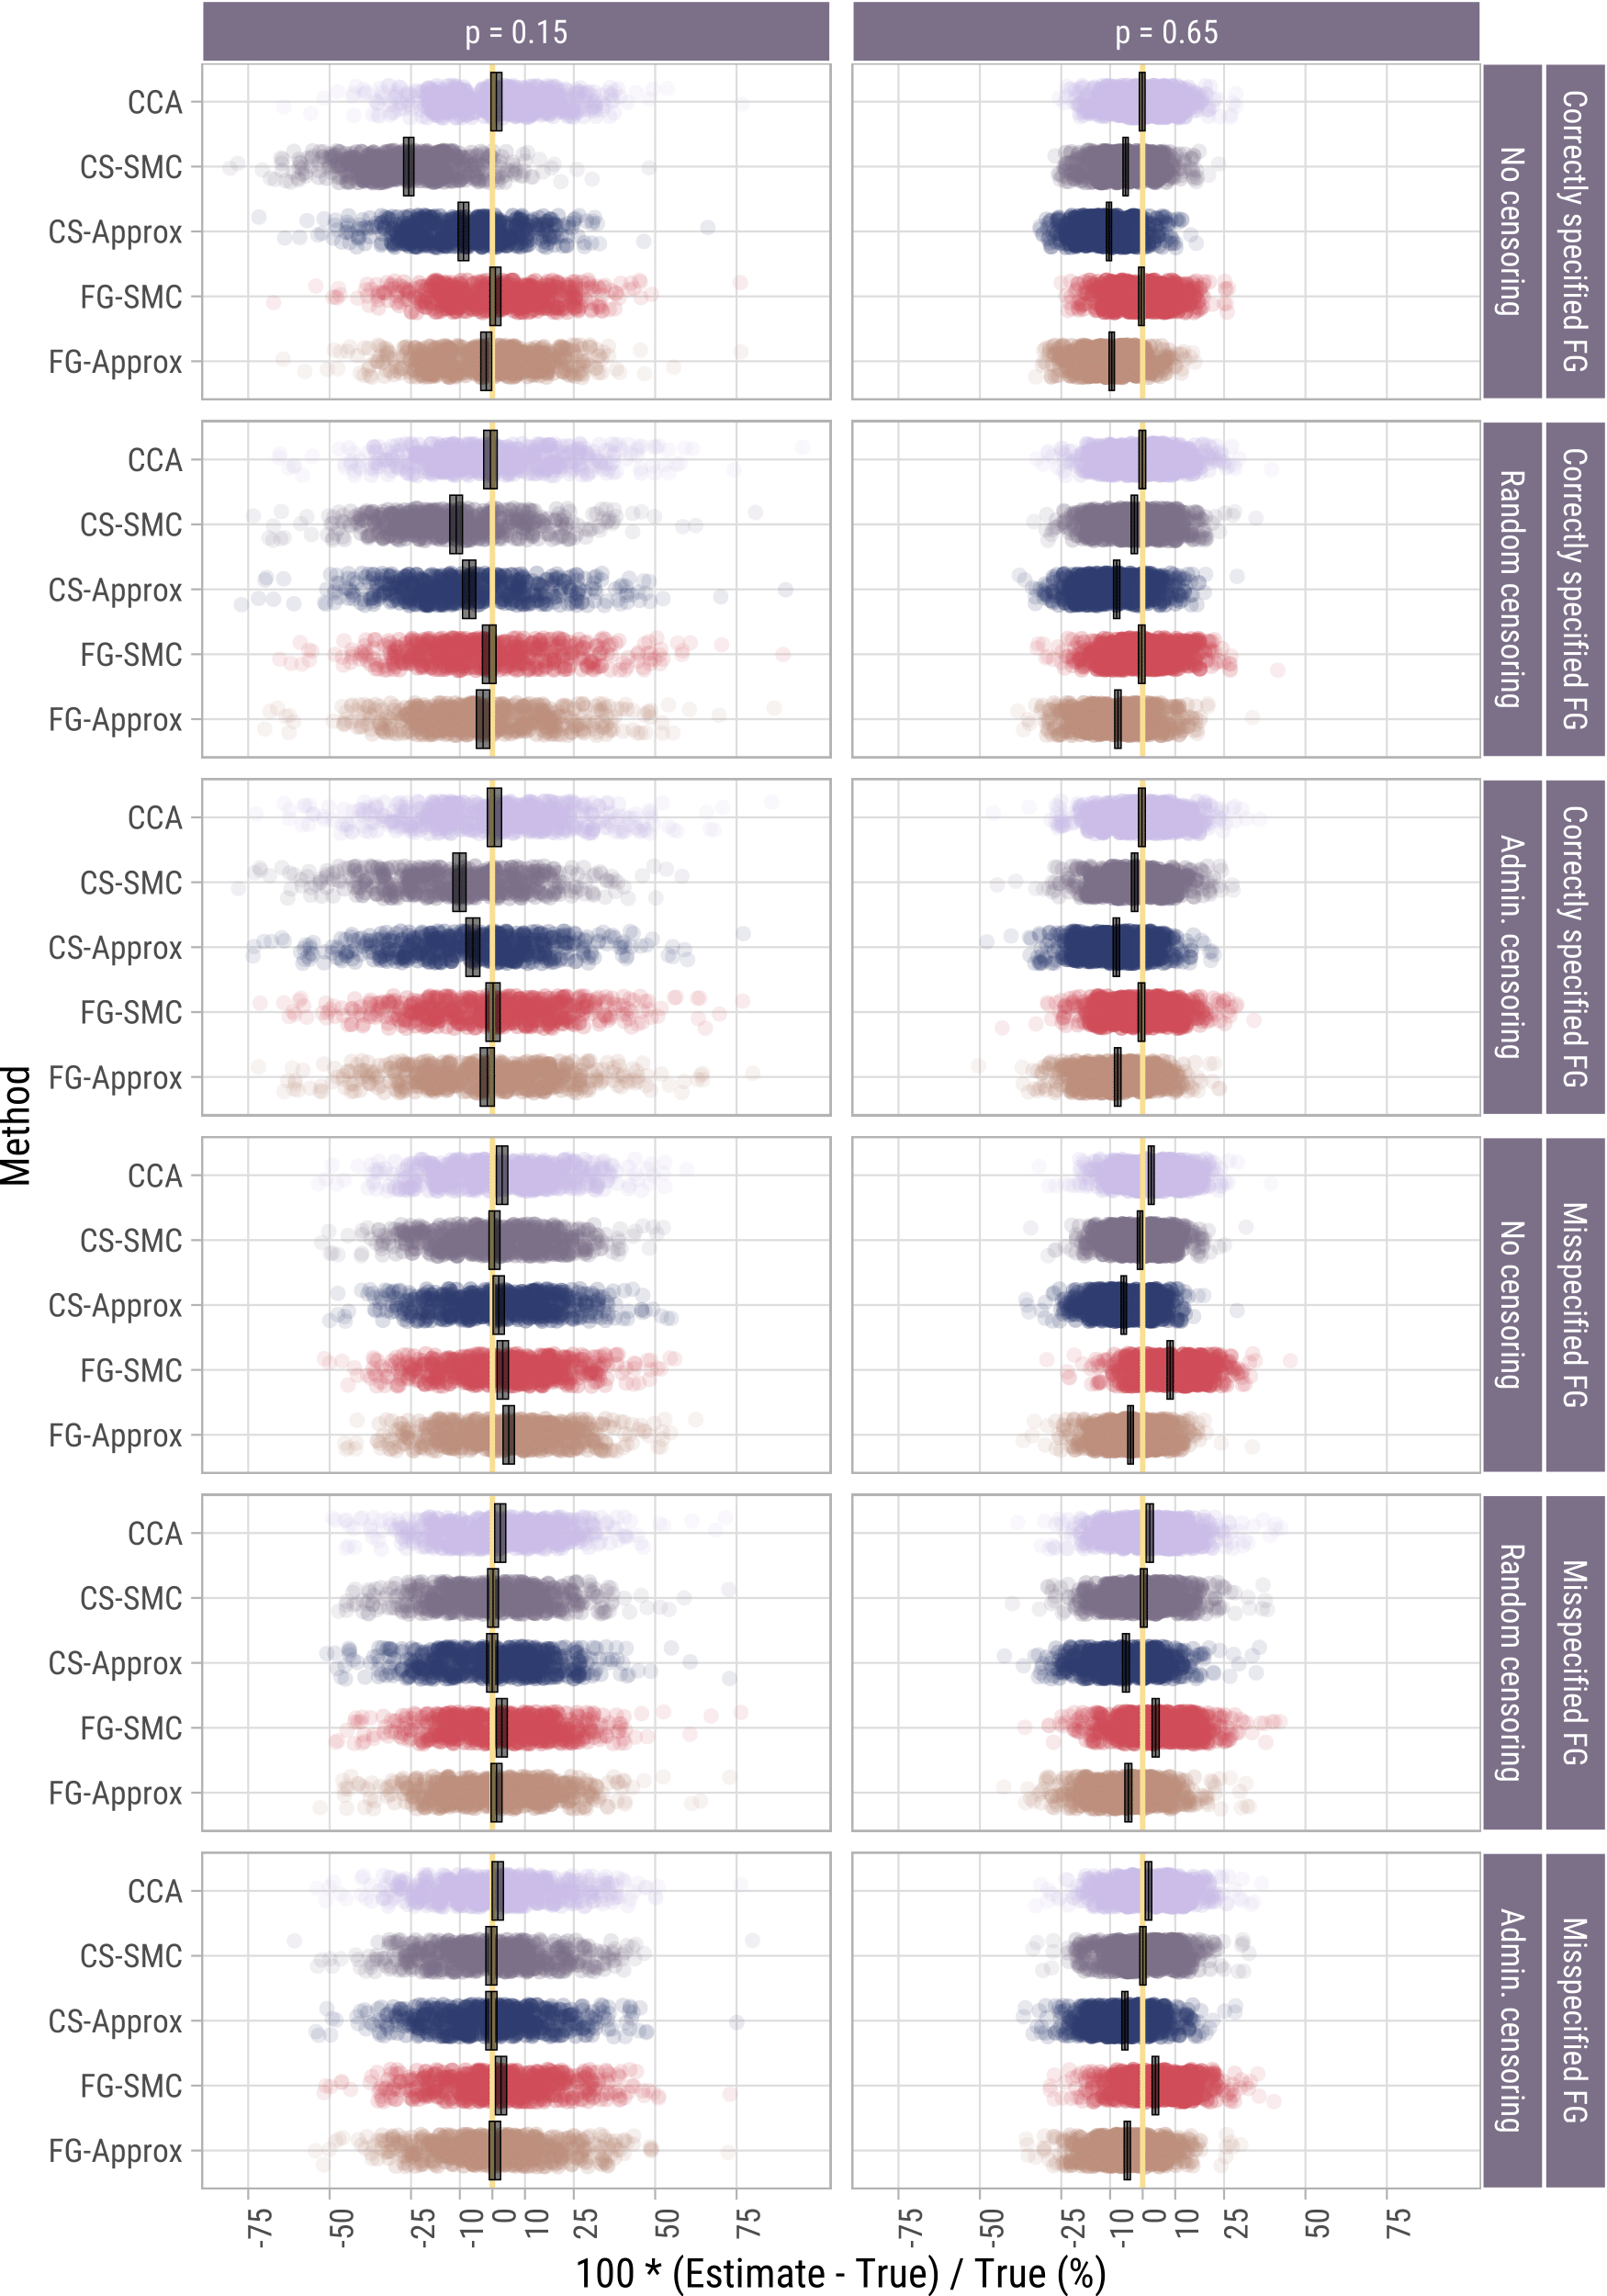 p = 0.15
p = 0.65
CCA
CS-SMC
CS-Approx
FG-SMC
FG-Approx
No censoring
Correctly specified FG
CCA
CS-SMC
CS-Approx
FG-SMC
FG-Approx
Random censoring
Correctly specified FG
CCA
CS-SMC
CS-Approx
FG-SMC
FG-Approx
Admin. censoring
Correctly specified FG
Method
CCA
CS-SMC
CS-Approx
FG-SMC
FG-Approx
No censoring
Misspecified FG
CCA
CS-SMC
CS-Approx
FG-SMC
FG-Approx
Random censoring
Misspecified FG
CCA
CS-SMC
CS-Approx
FG-SMC
FG-Approx
Admin. censoring
Misspecified FG
-75 -50 -25 -10 0 10 25 50 75
-75 -50 -25 -10 0 10 25 50 75
100 * (Estimate - True) / True (%)